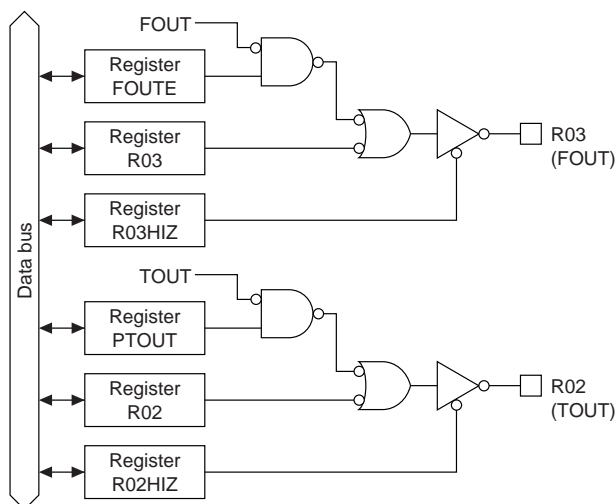 FOUT
Register
FOUTE
Register
R03
R03
(FOUT)
Register
R03HIZ
Data bus
TOUT
Register
PTOUT
Register
R02
R02
(TOUT)
Register
R02HIZ